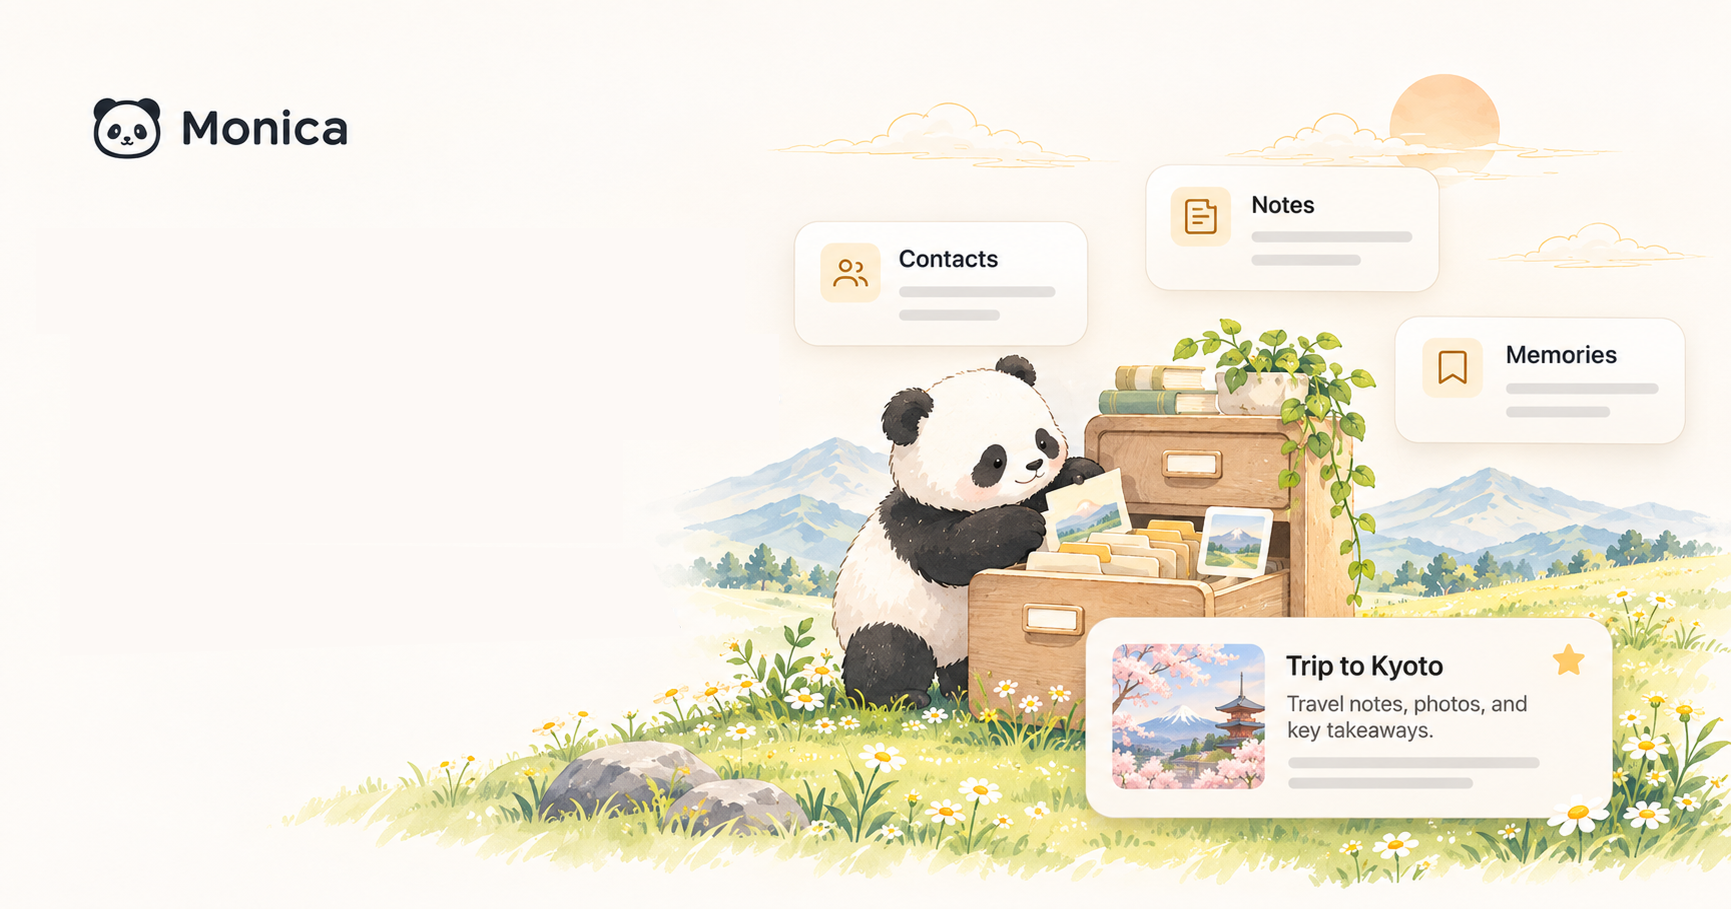 Monica
Contacts
Notes
Memories
Trip to Kyoto
Travel notes, photos, and
key takeaways.